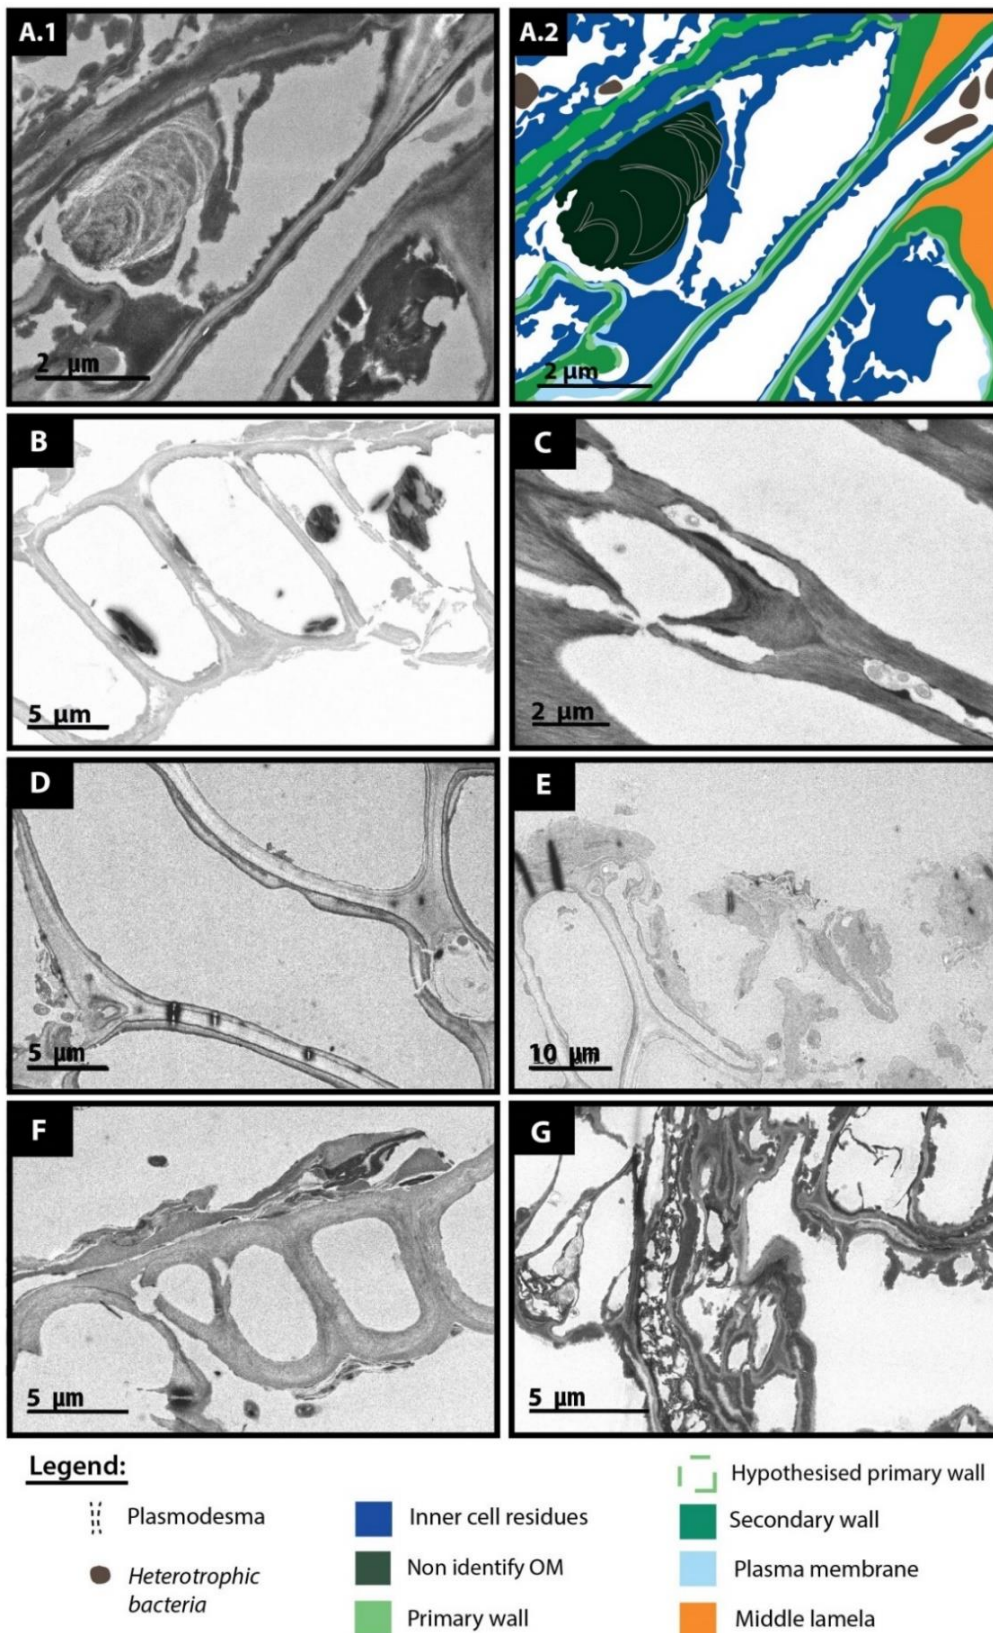 A.1
A.2
2 µm
2 µm
B
C
5 µm
2 µm
D
E
5 µm
10 µm
F
G
5 µm
5 µm
Legend:
Plasmodesma
Heterotrophic
bacteria
Inner cell residues
Non identify OM
Primary wall
Hypothesised primary wall
Secondary wall
Plasma membrane
Middle lamela